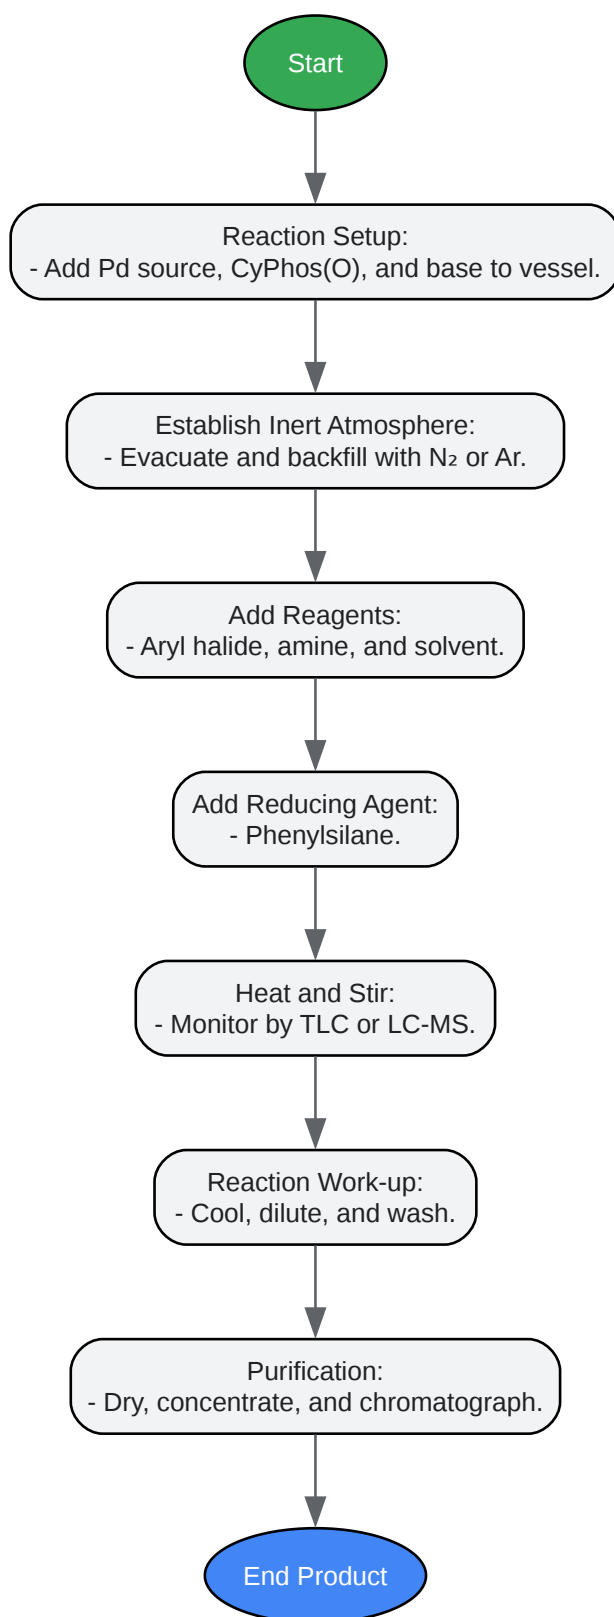 Start
Reaction Setup:
- Add Pd source, CyPhos(O), and base to vessel.
Establish Inert Atmosphere:
- Evacuate and backfill with N₂ or Ar.
Add Reagents:
- Aryl halide, amine, and solvent.
Add Reducing Agent:
- Phenylsilane.
Heat and Stir:
- Monitor by TLC or LC-MS.
Reaction Work-up:
- Cool, dilute, and wash.
Purification:
- Dry, concentrate, and chromatograph.
End Product